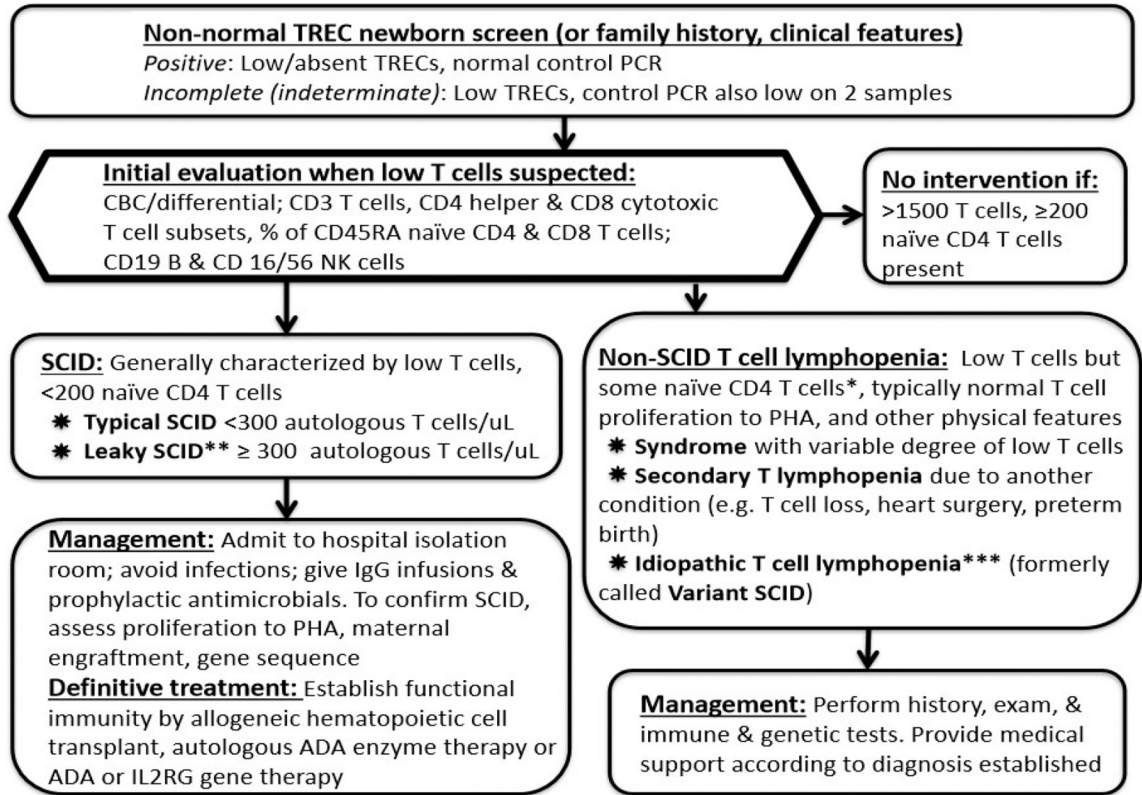 Non-normal TREC newborn screen (or family history, clinical features)
Positive: Low/absent TRECs, normal control PCR
Incomplete (indeterminate): Low TRECs, control PCR also low on 2 samples
Initial evaluation when low T cells suspected:
CBC/differential; CD3 T cells, CD4 helper & CD8 cytotoxic
T cell subsets, % of CD45RA naïve CD4 & CD8 T cells;
CD19 B & CD 16/56 NK cells
No intervention if:
>1500 T cells, ≥200
naïve CD4 T cells
present
SCID: Generally characterized by low T cells,
<200 naïve CD4 T cells
✷ Typical SCID <300 autologous T cells/uL
✷ Leaky SCID** ≥ 300 autologous T cells/uL
Non-SCID T cell lymphopenia: Low T cells but
some naïve CD4 T cells*, typically normal T cell
proliferation to PHA, and other physical features
✷ Syndrome with variable degree of low T cells
✷ Secondary T lymphopenia due to another
condition (e.g. T cell loss, heart surgery, preterm
birth)
✷ Idiopathic T cell lymphopenia*** (formerly
called Variant SCID)
Management: Admit to hospital isolation
room; avoid infections; give IgG infusions &
prophylactic antimicrobials. To confirm SCID,
assess proliferation to PHA, maternal
engraftment, gene sequence
Definitive treatment: Establish functional
immunity by allogeneic hematopoietic cell
transplant, autologous ADA enzyme therapy or
ADA or IL2RG gene therapy
Management: Perform history, exam, &
immune & genetic tests. Provide medical
support according to diagnosis established